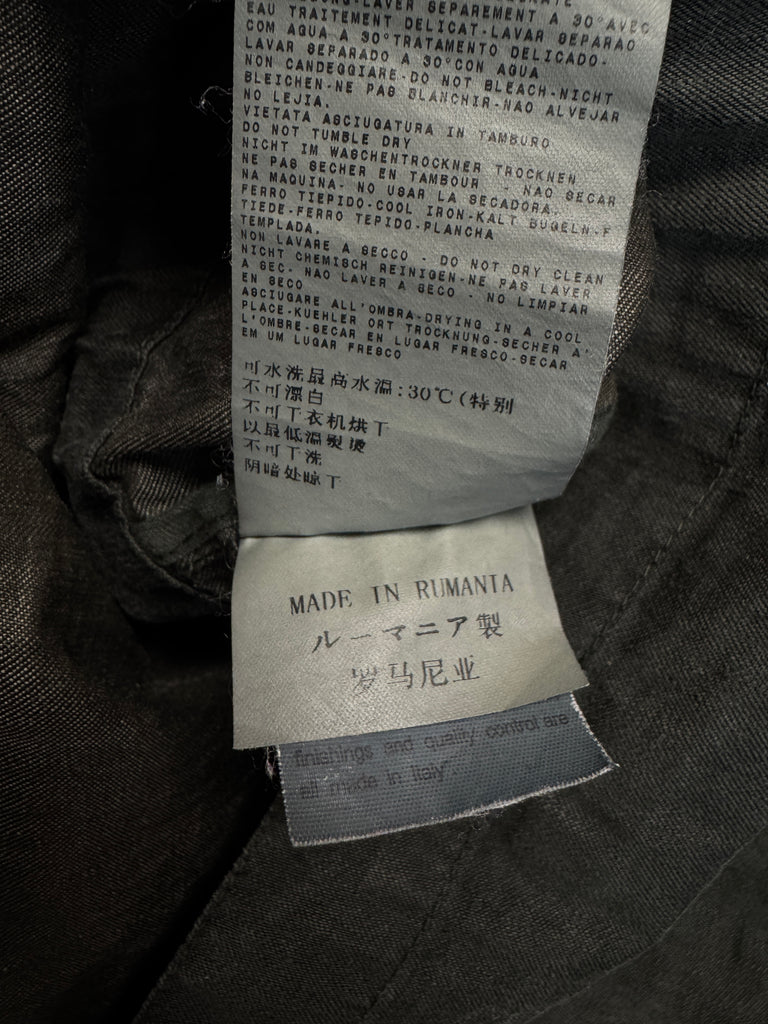 LAVER SEPAREMENT A 30°AVEC
EAU TRAITEMENT DELICAT-LAVAR SEPARAO
COM AGUA A 30°TRATAMENTO DELICADO-
LAVAR SEPARADO A 30°CON AGUA
NON CANDEGGIARE-DO NOT BLEACH-NICHT
BLEICHEN-NE PAS BLANCHIR-NAO ALVEJAR
NO LEJIA.
VIETATA ASCIUGATURA IN TAMBURO
DO NOT TUMBLE DRY
NICHT IM WASCHENTROCKNER TROCKNEN
NE PAS SECHER EN TAMBOUR - NAO SECAR
NA MAQUINA- NO USAR LA SECADORA.
FERRO TIEPIDO-COOL IRON-KALT BUGELN-F
TIEDE-FERRO TEPIDO-PLANCHA
TEMPLADA.
NON LAVARE A SECCO - DO NOT DRY CLEAN
NICHT CHEMISCH REINIGEN-NE PAS LAVER
A SEC- NAO LAVER A SECO - NO LIMPIAR
EN SECO
ASCIUGARE ALL'OMBRA-DRYING IN A COOL
PLACE-KUEHLER ORT TROCKNUNG-SECHER A'
L'OMBRE-SECAR EN LUGAR FRESCO-SECAR
EM UM LUGAR FRESCO
可水洗最高水温:30℃(特别
不可漂白
不可干衣机烘干
以最低温熨烫
不可干洗
阴暗处晾干
MADE IN RUMANIA
ルーマニア製
罗马尼亚
finishings and quality control are
all made in Italy".